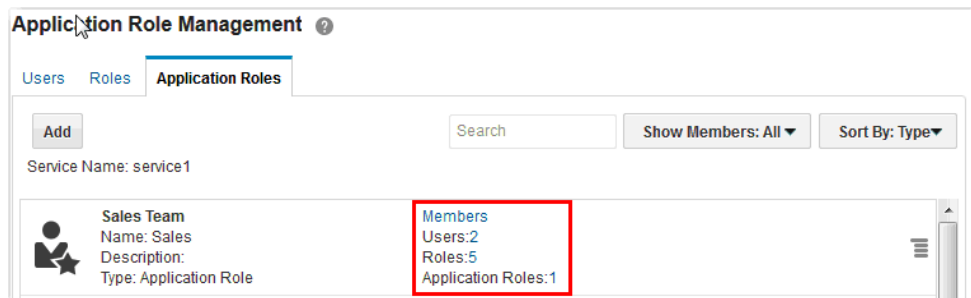 Application Role Management ?
Users Roles Application Roles
Add Search Show Members: All Sort By: Type
Service Name: service1
Sales Team
Name: Sales
Description:
Type: Application Role
Members
Users:2
Roles:5
Application Roles:1